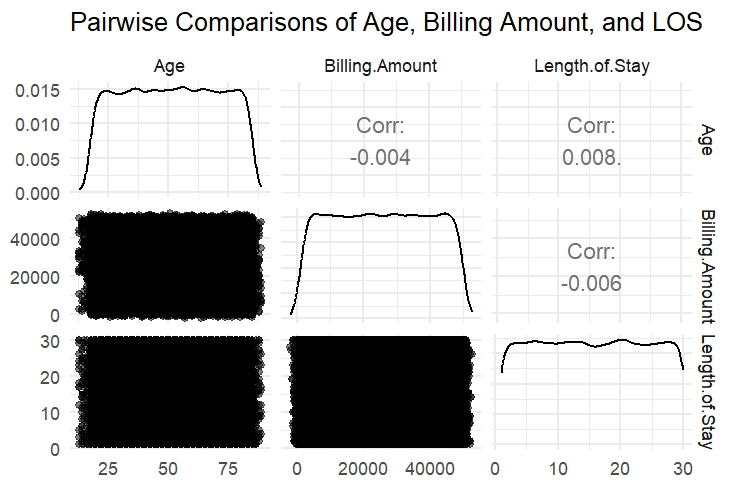 Pairwise Comparisons of Age, Billing Amount, and LOS
Age
Billing.Amount
Length.of.Stay
0.015
0.010
0.005
0.000
Corr:
-0.004
Corr:
0.008.
Age
40000
20000
0
Corr:
-0.006
Billing.Amount
30
20
10
0
Length.of.Stay
25 50 75
0 20000 40000
0 10 20 30